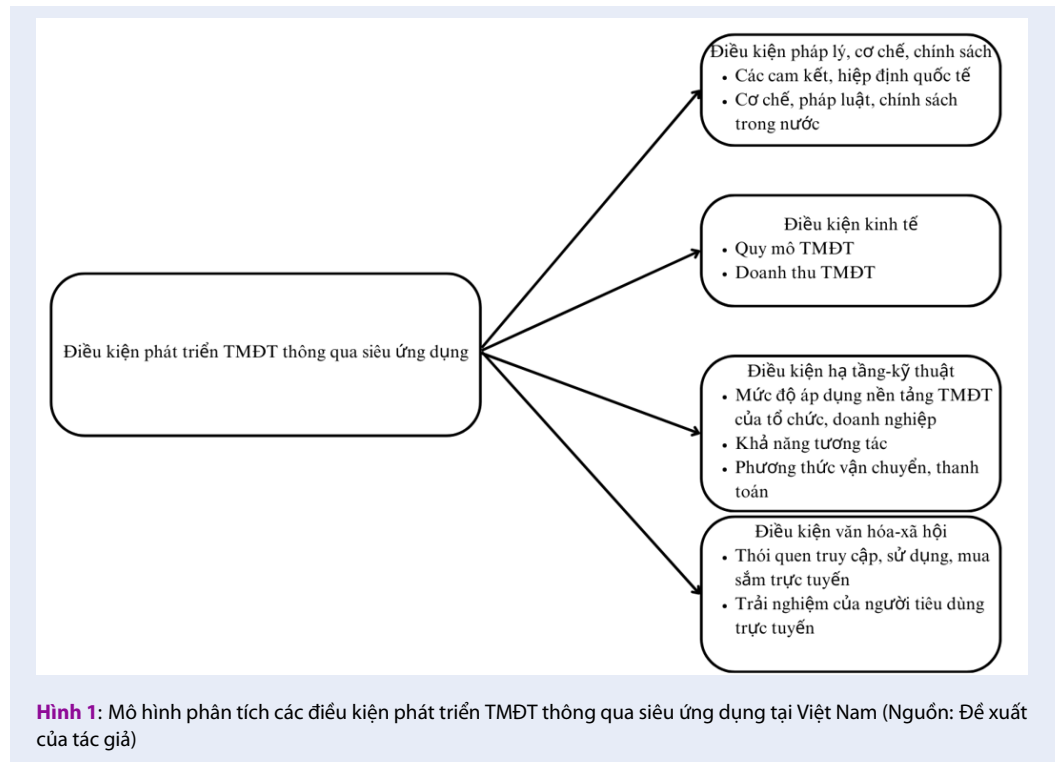 Điều kiện pháp lý, cơ chế, chính sách
• Các cam kết, hiệp định quốc tế
• Cơ chế, pháp luật, chính sách
trong nước
Điều kiện kinh tế
• Quy mô TMĐT
• Doanh thu TMĐT
Điều kiện phát triển TMĐT thông qua siêu ứng dụng
Điều kiện hạ tầng-kỹ thuật
• Mức độ áp dụng nền tảng TMĐT
của tổ chức, doanh nghiệp
• Khả năng tương tác
• Phương thức vận chuyển, thanh
toán
Điều kiện văn hóa-xã hội
• Thói quen truy cập, sử dụng, mua
sắm trực tuyến
• Trải nghiệm của người tiêu dùng
trực tuyến
Hình 1: Mô hình phân tích các điều kiện phát triển TMĐT thông qua siêu ứng dụng tại Việt Nam (Nguồn: Đề xuất
của tác giả)